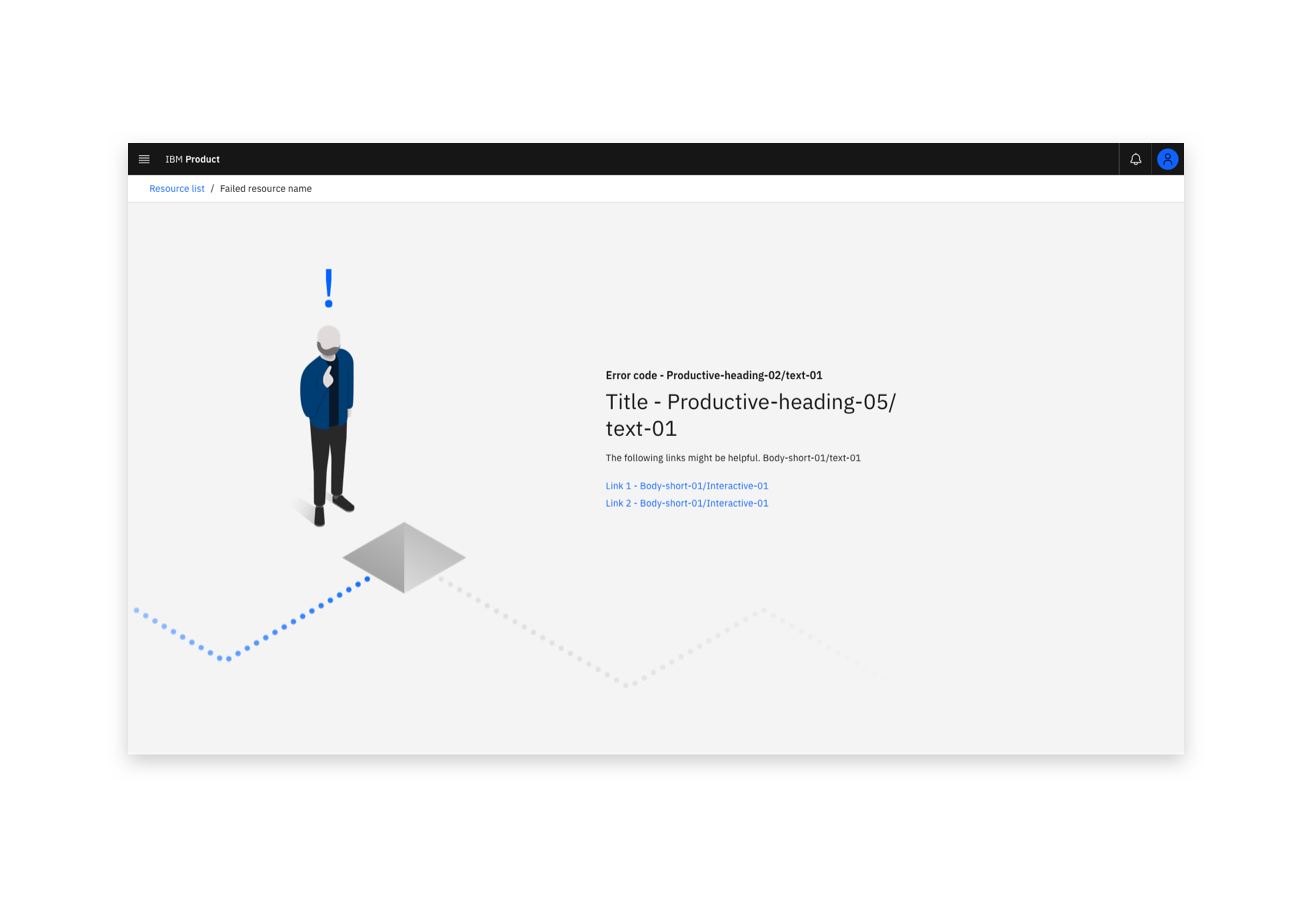 IBM Product
Resource list / Failed resource name
!
Error code - Productive-heading-02/text-01
Title - Productive-heading-05/
text-01
The following links might be helpful. Body-short-01/text-01
Link 1 - Body-short-01/Interactive-01
Link 2 - Body-short-01/Interactive-01